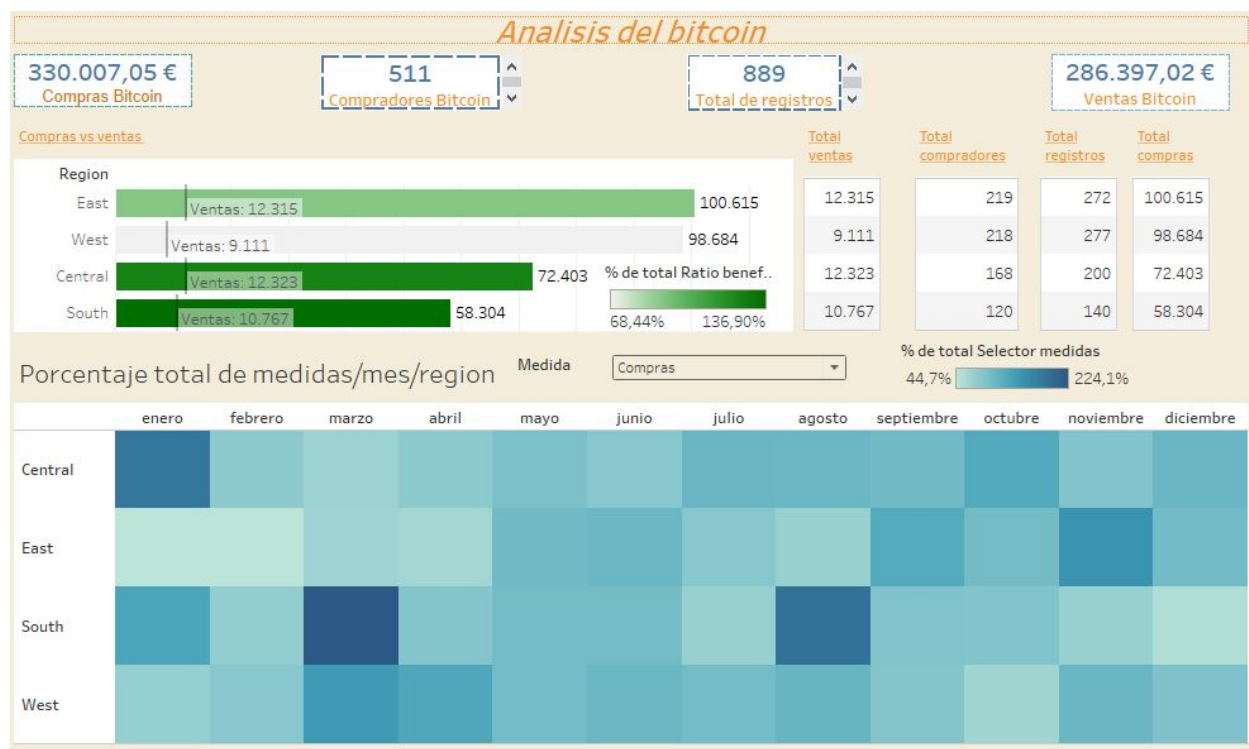 Analisis del bitcoin
330.007,05 €
Compras Bitcoin
511
Compradores Bitcoin
889
Total de registros
286.397,02 €
Ventas Bitcoin
Compras vs ventas
Total ventas
Total compradores
Total registros
Total compras
Region
East Ventas: 12.315 100.615 12.315 219 272 100.615
West Ventas: 9.111 98.684 9.111 218 277 98.684
Central Ventas: 12.323 72.403 12.323 168 200 72.403
South Ventas: 10.767 58.304 10.767 120 140 58.304
% de total Ratio benef..
68,44% 136,90%
Porcentaje total de medidas/mes/region
Medida
Compras
% de total Selector medidas
44,7% 224,1%
enero febrero marzo abril mayo junio julio agosto septiembre octubre noviembre diciembre
Central
East
South
West